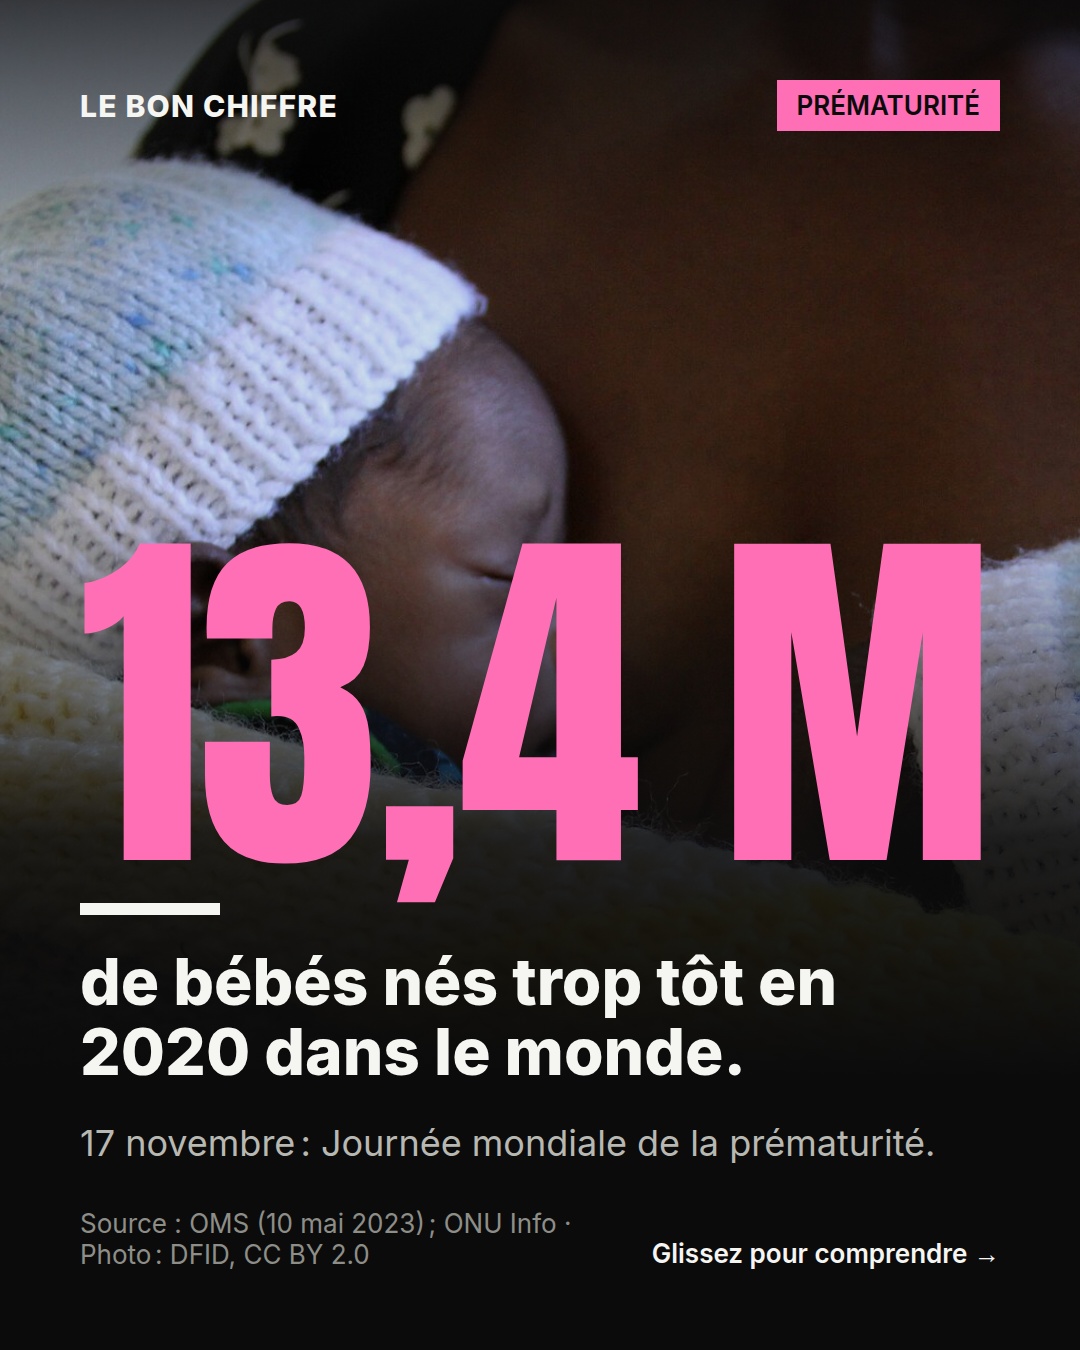 LE BON CHIFFRE
PRÉMATURITÉ
13,4 M
de bébés nés trop tôt en
2020 dans le monde.
17 novembre : Journée mondiale de la prématurité.
Source : OMS (10 mai 2023) ; ONU Info ·
Photo : DFID, CC BY 2.0
Glissez pour comprendre →